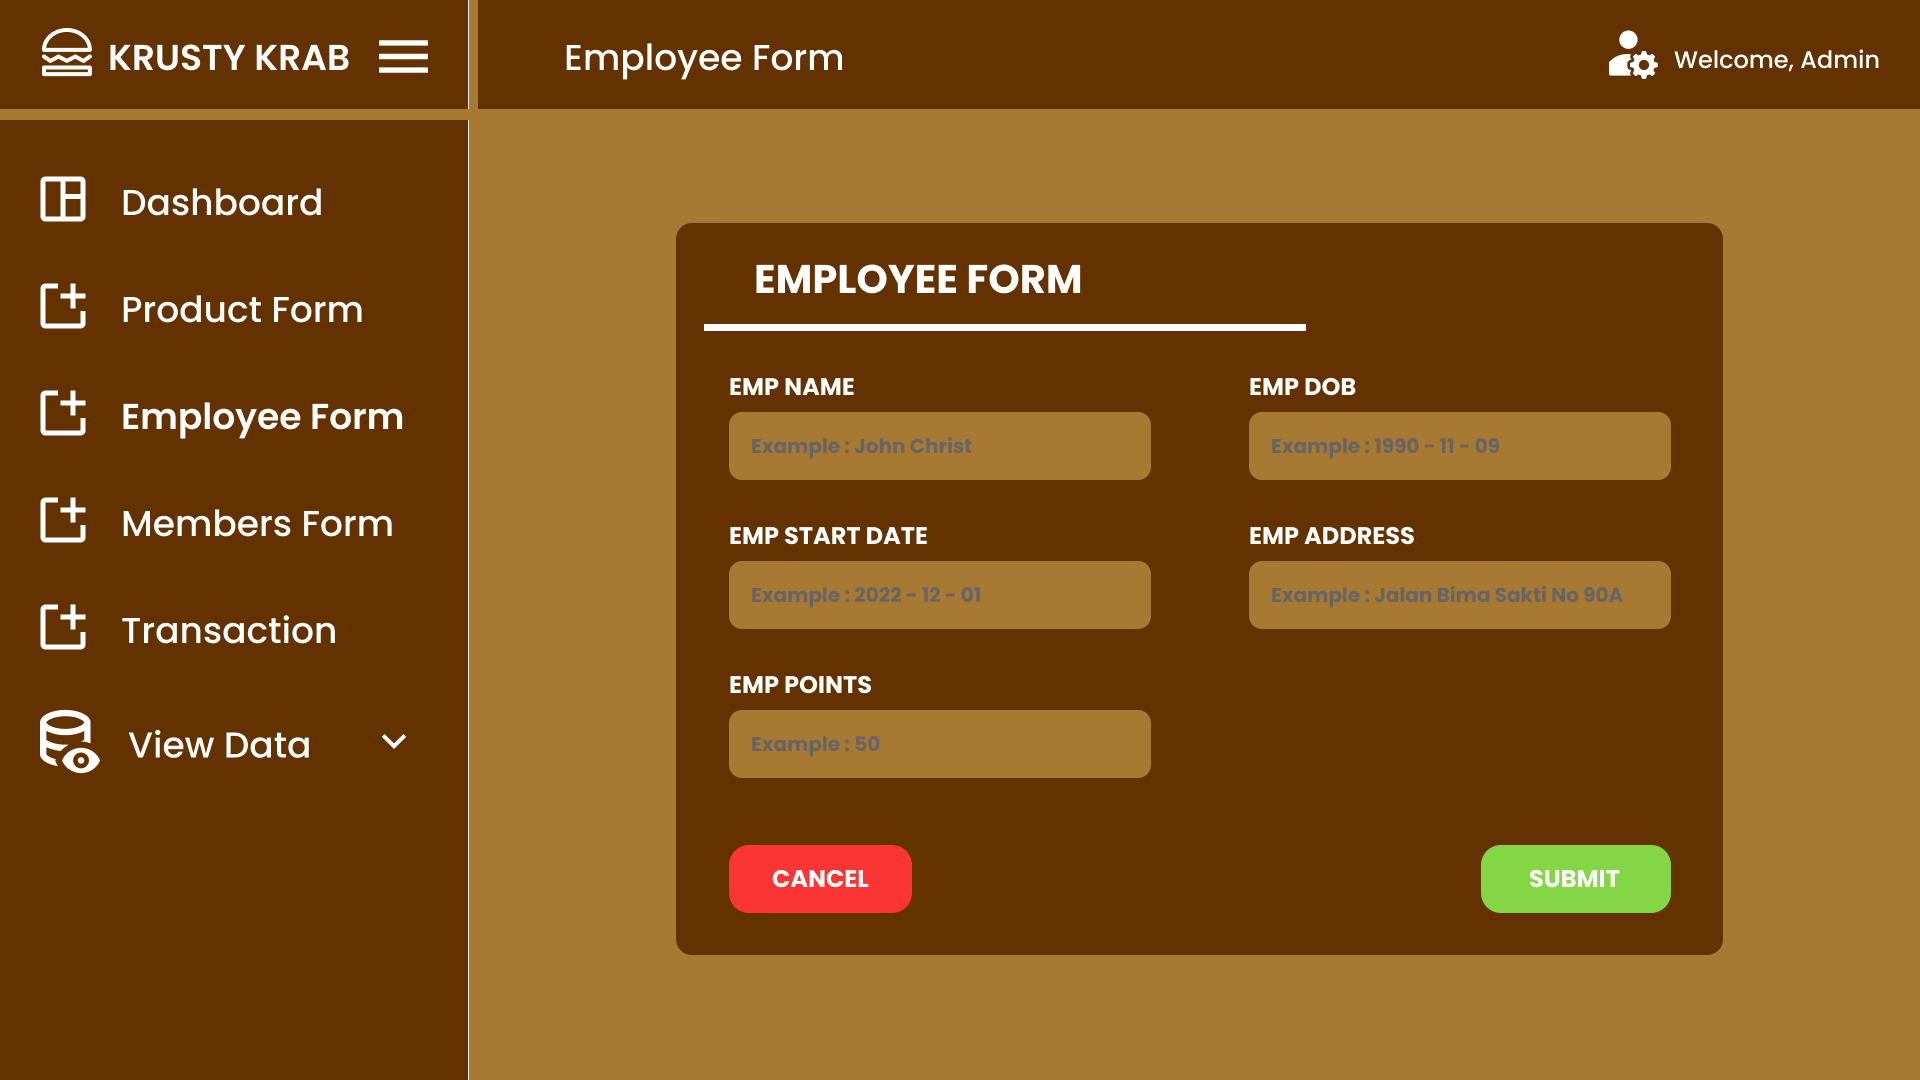 KRUSTY KRAB
Employee Form
Welcome, Admin
Dashboard
Product Form
Employee Form
Members Form
Transaction
View Data
EMPLOYEE FORM
EMP NAME
Example : John Christ
EMP DOB
Example : 1990 - 11 - 09
EMP START DATE
Example : 2022 - 12 - 01
EMP ADDRESS
Example : Jalan Bima Sakti No 90A
EMP POINTS
Example : 50
CANCEL
SUBMIT